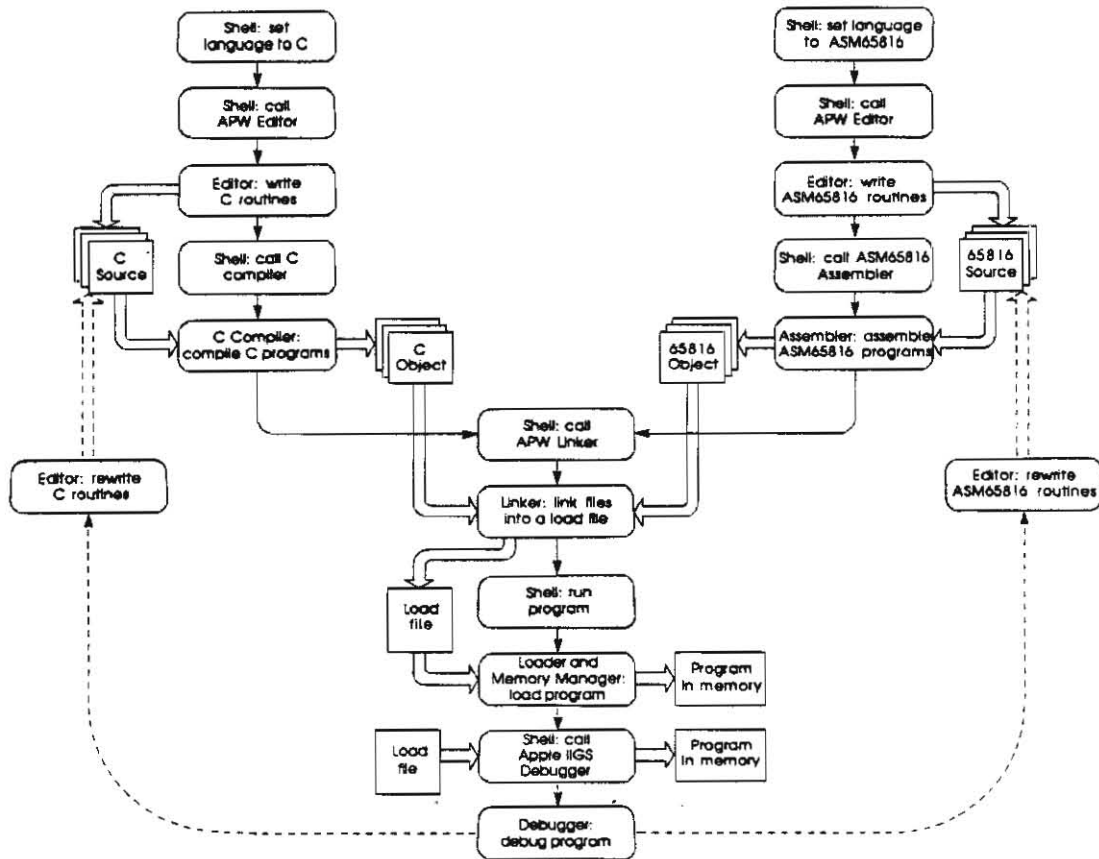 Shell: set
language to C
Shell: set language
to ASM65816
Shell: call
APW Editor
Shell: call
APW Editor
Editor: write
C routines
Editor: write
ASM65816 routines
C
Source
Shell: call C
compiler
Shell: call ASM65816
Assembler
65816
Source
C Compiler:
compile C programs
C
Object
65816
Object
Assembler: assembler
ASM65816 programs
Shell: call
APW Linker
Editor: rewrite
C routines
Linker: link files
into a load file
Editor: rewrite
ASM65816 routines
Load
file
Shell: run
program
Loader and
Memory Manager:
load program
Program
in memory
Load
file
Shell: call
Apple IIGS
Debugger
Program
in memory
Debugger:
debug program